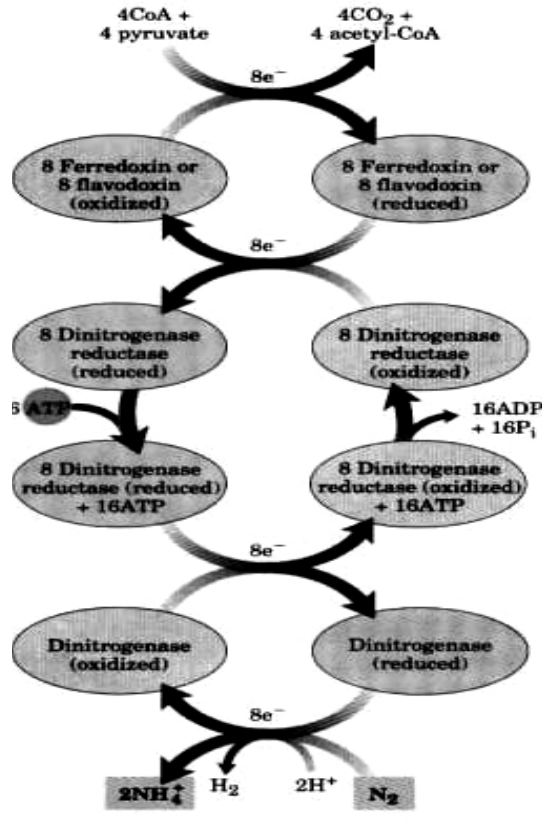 4CoA +
4 pyruvate
4CO₂ +
4 acetyl-CoA
8e⁻
8 Ferredoxin or
8 flavodoxin
(oxidized)
8 Ferredoxin or
8 flavodoxin
(reduced)
8e⁻
8 Dinitrogenase
reductase
(reduced)
8 Dinitrogenase
reductase
(oxidized)
6 ATP
16ADP
+ 16Pᵢ
8 Dinitrogenase
reductase (reduced)
+ 16ATP
8 Dinitrogenase
reductase (oxidized)
+ 16ATP
8e⁻
Dinitrogenase
(oxidized)
Dinitrogenase
(reduced)
8e⁻
2NH₄⁺
H₂
2H⁺
N₂